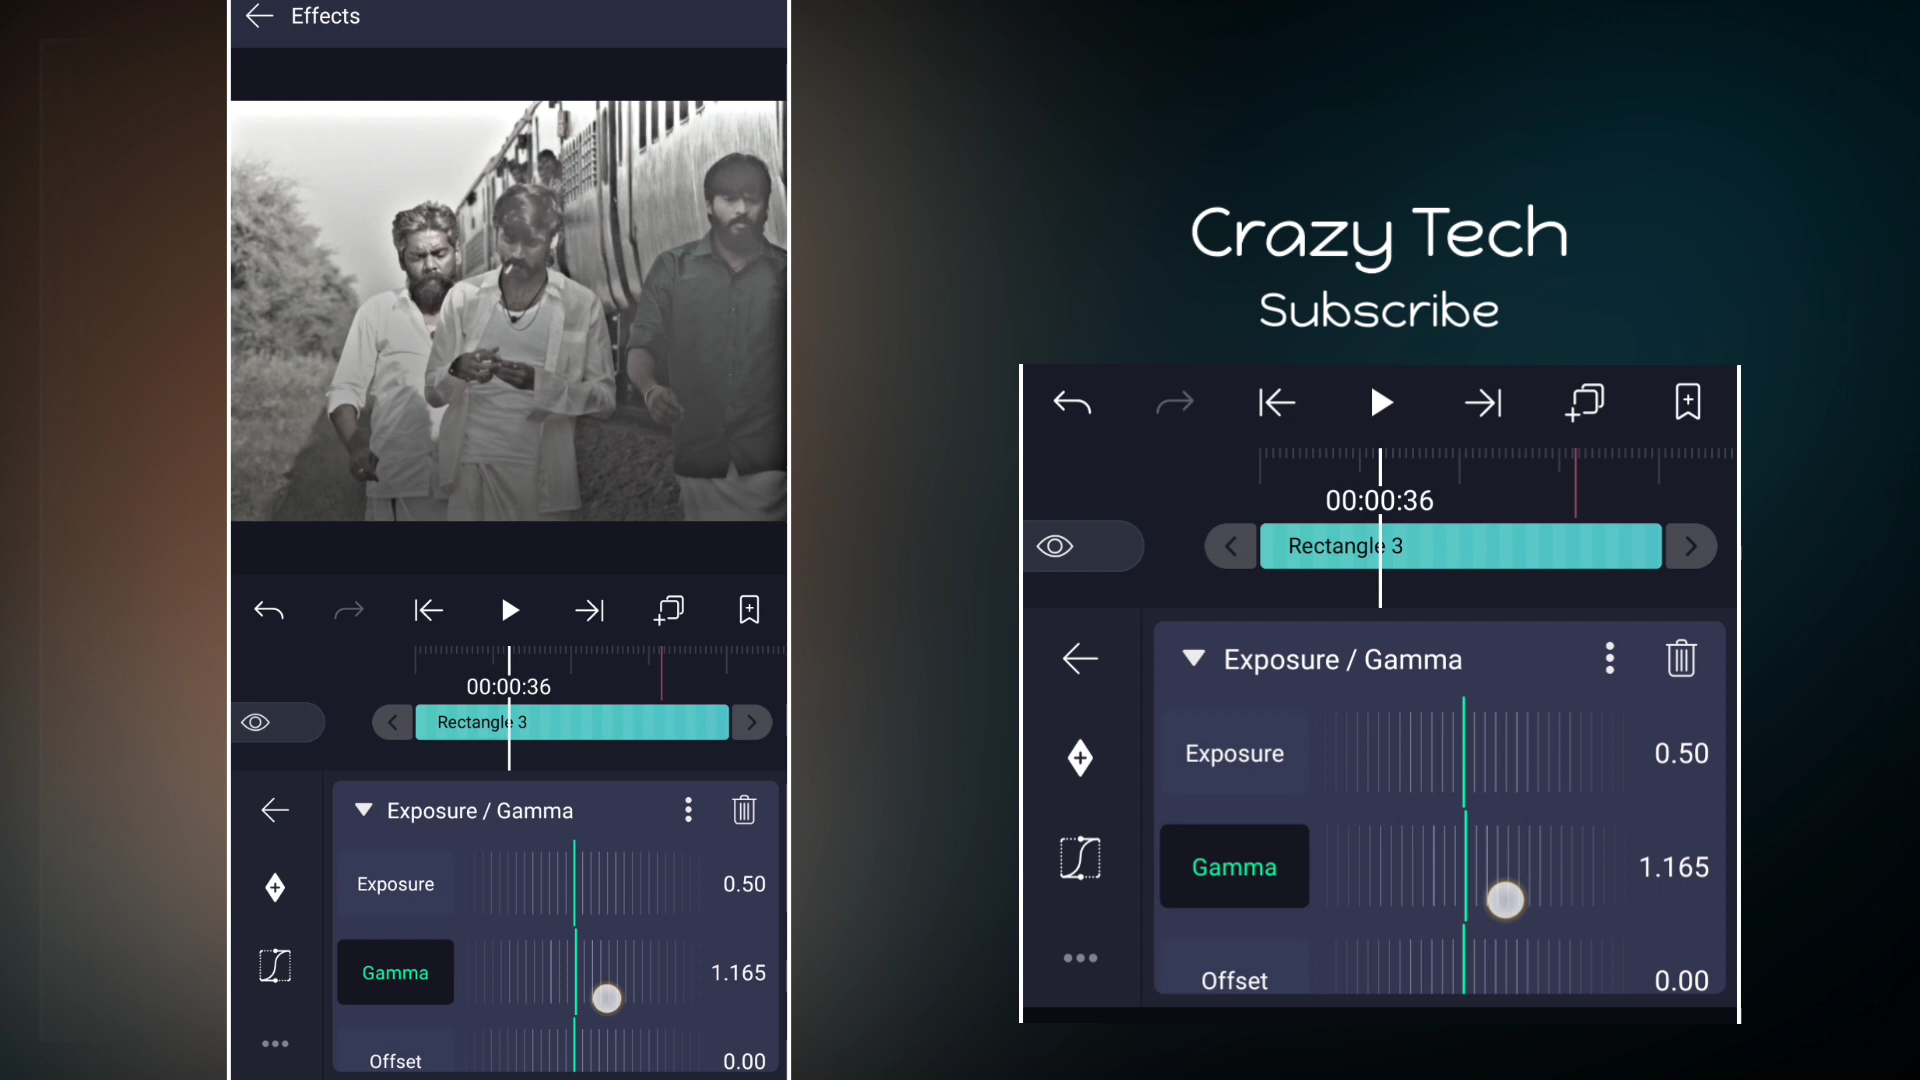 Effects
00:00:36
Rectangle 3
Exposure / Gamma
Exposure 0.50
Gamma 1.165
Offset 0.00
Crazy Tech
Subscribe
00:00:36
Rectangle 3
Exposure / Gamma
Exposure 0.50
Gamma 1.165
Offset 0.00